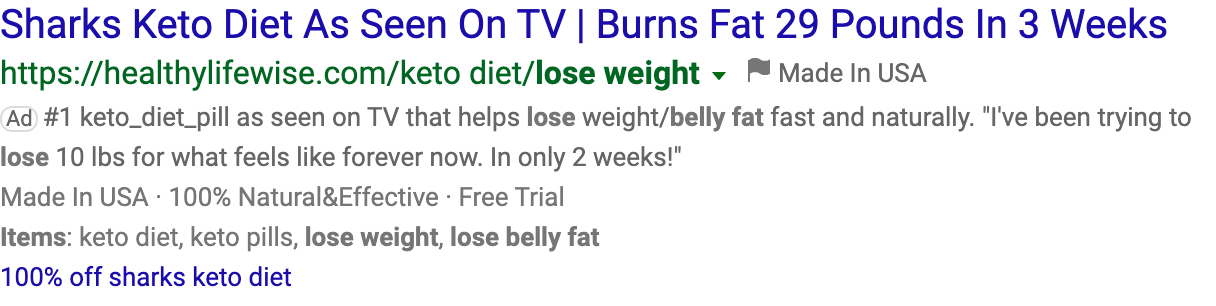 Sharks Keto Diet As Seen On TV | Burns Fat 29 Pounds In 3 Weeks
https://healthylifewise.com/keto diet/lose weight Made In USA
Ad #1 keto_diet_pill as seen on TV that helps lose weight/belly fat fast and naturally. "I've been trying to
lose 10 lbs for what feels like forever now. In only 2 weeks!"
Made In USA · 100% Natural&Effective · Free Trial
Items: keto diet, keto pills, lose weight, lose belly fat
100% off sharks keto diet